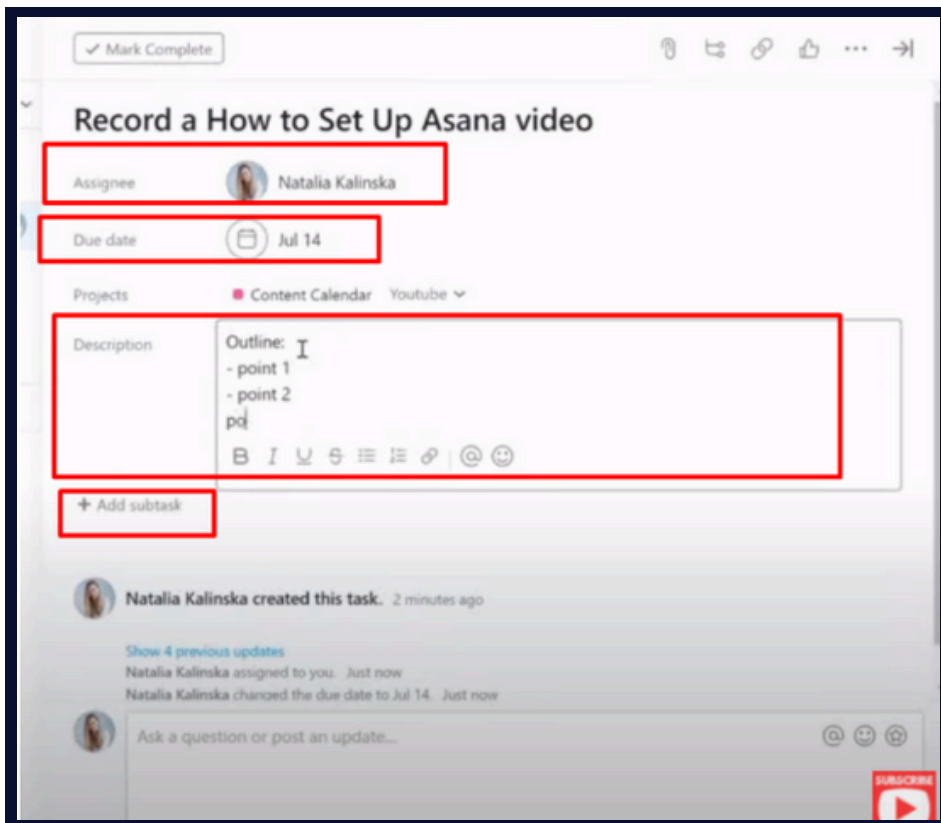 Mark Complete
Record a How to Set Up Asana video
Assignee Natalia Kalinska
Due date Jul 14
Projects Content Calendar Youtube
Description Outline:
- point 1
- point 2
po
B I U S
+ Add subtask
Natalia Kalinska created this task. 2 minutes ago
Show 4 previous updates
Natalia Kalinska assigned to you. Just now
Natalia Kalinska changed the due date to Jul 14. Just now
Ask a question or post an update...
SUBSCRIBE